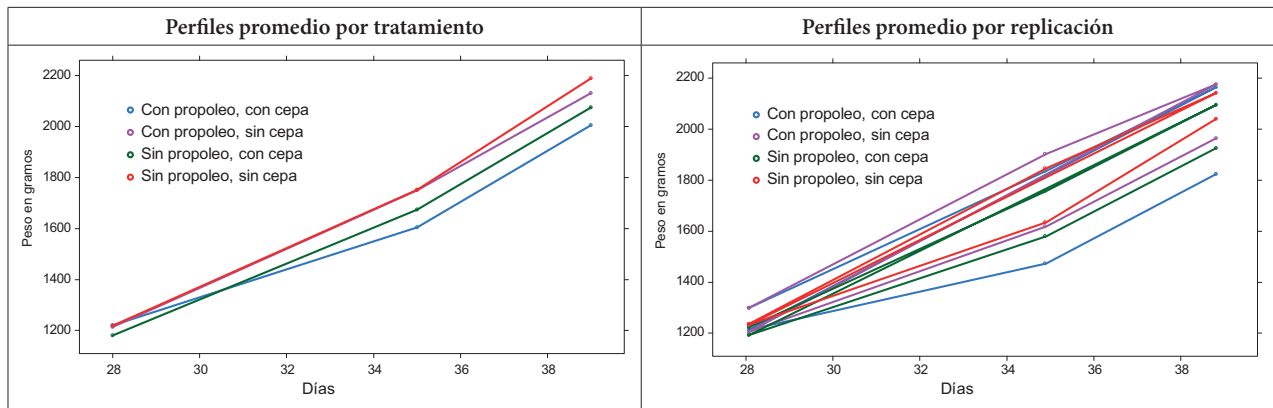 Perfiles promedio por tratamiento
Peso en gramos
2200
2000
1800
1600
1400
1200
Con propoleo, con cepa
Con propoleo, sin cepa
Sin propoleo, con cepa
Sin propoleo, sin cepa
28 30 32 34 36 38
Días
Perfiles promedio por replicación
Peso en gramos
2200
2000
1800
1600
1400
1200
Con propoleo, con cepa
Con propoleo, sin cepa
Sin propoleo, con cepa
Sin propoleo, sin cepa
28 30 32 34 36 38
Días